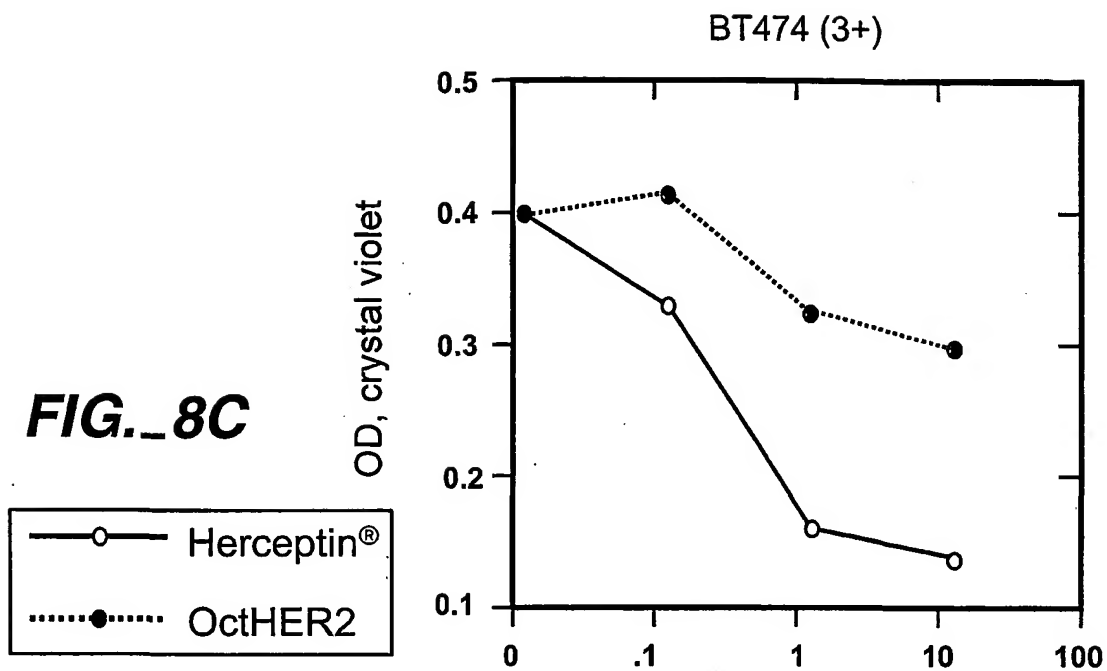 BT474 (3+)
0.5
0.4
0.3
0.2
0.1
OD, crystal violet
0 .1 1 10 100
FIG._8C
Herceptin®
OctHER2